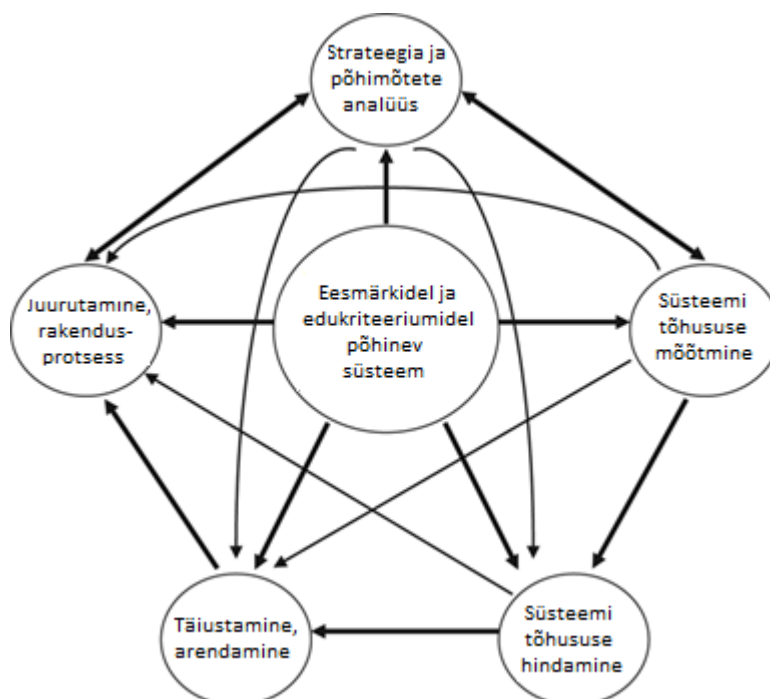 Strateegia ja
põhimõtete
analüüs
Juurutamine,
rakendus-
protsess
Eesmärkidel ja
edukriteeriumidel
põhinev
süsteem
Süsteemi
tõhususe
mõõtmine
Täiustamine,
arendamine
Süsteemi
tõhususe
hindamine